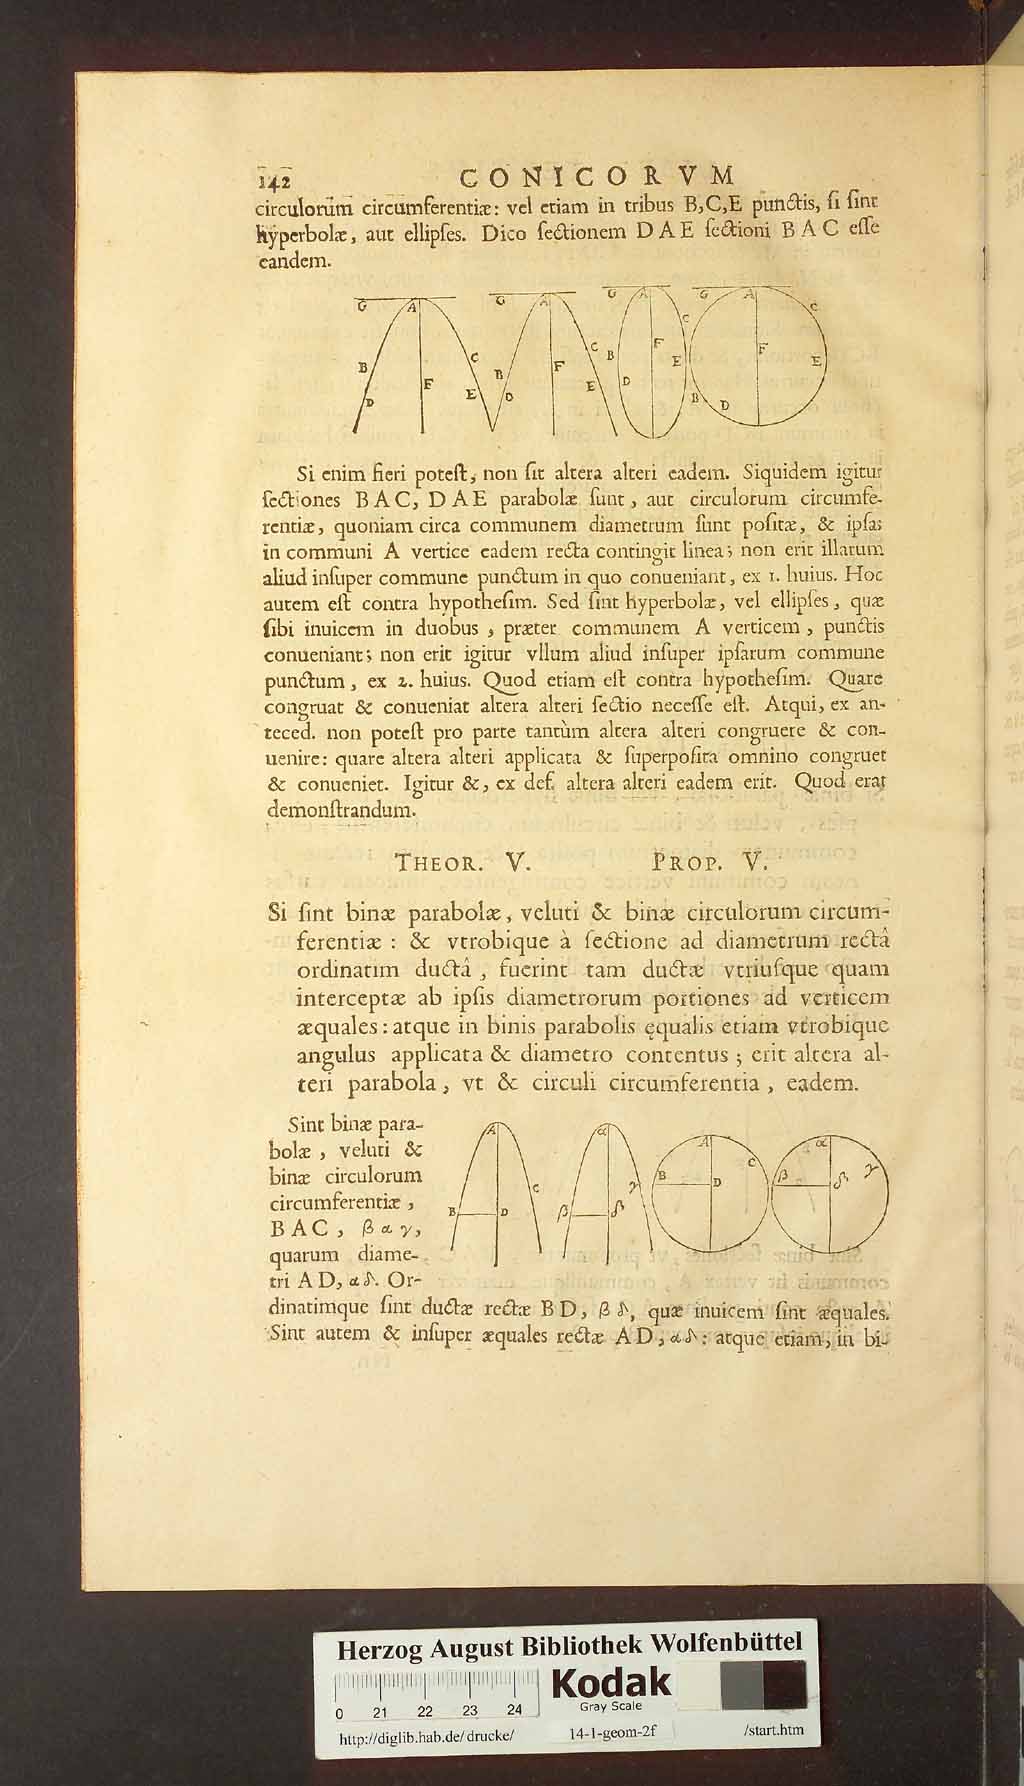 142 CONICORVM
circulorum circumferentiæ: vel etiam in tribus B,C,E punctis, ſi ſint
hyperbolæ, aut ellipſes. Dico ſectionem DAE ſectioni BAC eſſe
eandem.
G A B D F C E
G A B D F C E
G A B D F C E
G A B D F C E
Si enim fieri poteſt, non ſit altera alteri eadem. Siquidem igitur
ſectiones BAC, DAE parabolæ ſunt, aut circulorum circumfe-
rentiæ, quoniam circa communem diametrum ſunt poſitæ, & ipſas
in communi A vertice eadem recta contingit linea; non erit illarum
aliud inſuper commune punctum in quo conueniant, ex 1. huius. Hoc
autem eſt contra hypotheſim. Sed ſint hyperbolæ, vel ellipſes, quæ
ſibi inuicem in duobus, præter communem A verticem, punctis
conueniant; non erit igitur vllum aliud inſuper ipſarum commune
punctum, ex 2. huius. Quod etiam eſt contra hypotheſim. Quare
congruat & conueniat altera alteri ſectio neceſſe eſt. Atqui, ex an-
teced. non poteſt pro parte tantùm altera alteri congruere & con-
uenire: quare altera alteri applicata & ſuperpoſita omnino congruet
& conueniet. Igitur &, ex def. altera alteri eadem erit. Quod erat
demonſtrandum.
THEOR. V. PROP. V.
Si ſint binæ parabolæ, veluti & binæ circulorum circum-
ferentiæ : & vtrobique à ſectione ad diametrum rectâ
ordinatim ductâ, fuerint tam ductæ vtriuſque quam
interceptæ ab ipſis diametrorum portiones ad verticem
æquales: atque in binis parabolis ęqualis etiam vtrobique
angulus applicata & diametro contentus ; erit altera al-
teri parabola, vt & circuli circumferentia, eadem.
Sint binæ para-
bolæ, veluti &
binæ circulorum
circumferentiæ,
BAC, β α γ,
quarum diame-
tri AD, α δ. Or-
A B D C
α β δ γ
A B D C
α β δ γ
dinatimque ſint ductæ rectæ BD, β δ, quæ inuicem ſint æquales.
Sint autem & inſuper æquales rectæ AD, α δ: atque etiam, in bi-
Herzog August Bibliothek Wolfenbüttel
0 21 22 23 24
Kodak
Gray Scale
http://diglib.hab.de/drucke/ 14-1-geom-2f /start.htm